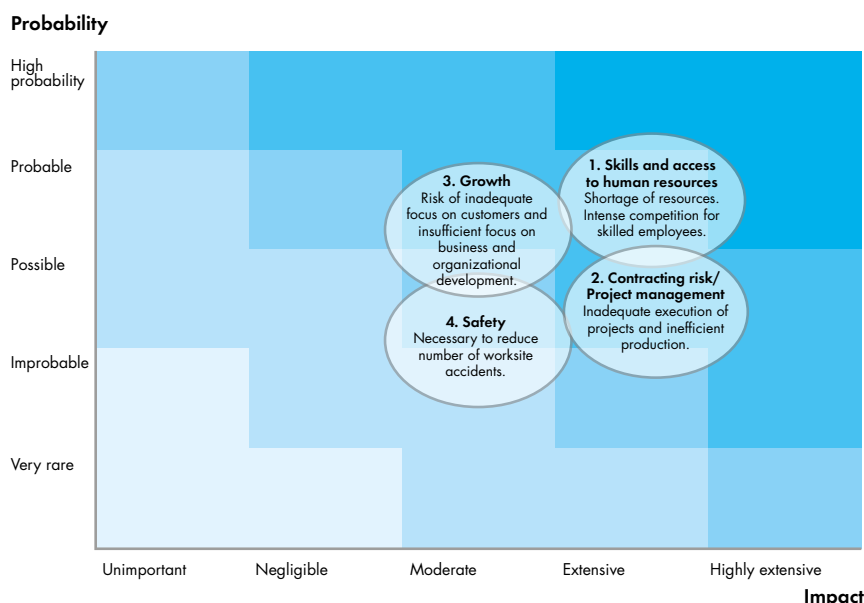 Probability
High
probability
Probable
Possible
Improbable
Very rare
1. Skills and access
to human resources
Shortage of resources.
Intense competition for
skilled employees.
3. Growth
Risk of inadequate
focus on customers and
insufficient focus on
business and
organizational
development.
2. Contracting risk/
Project management
Inadequate execution of
projects and inefficient
production.
4. Safety
Necessary to reduce
number of worksite
accidents.
Unimportant
Negligible
Moderate
Extensive
Highly extensive
Impact